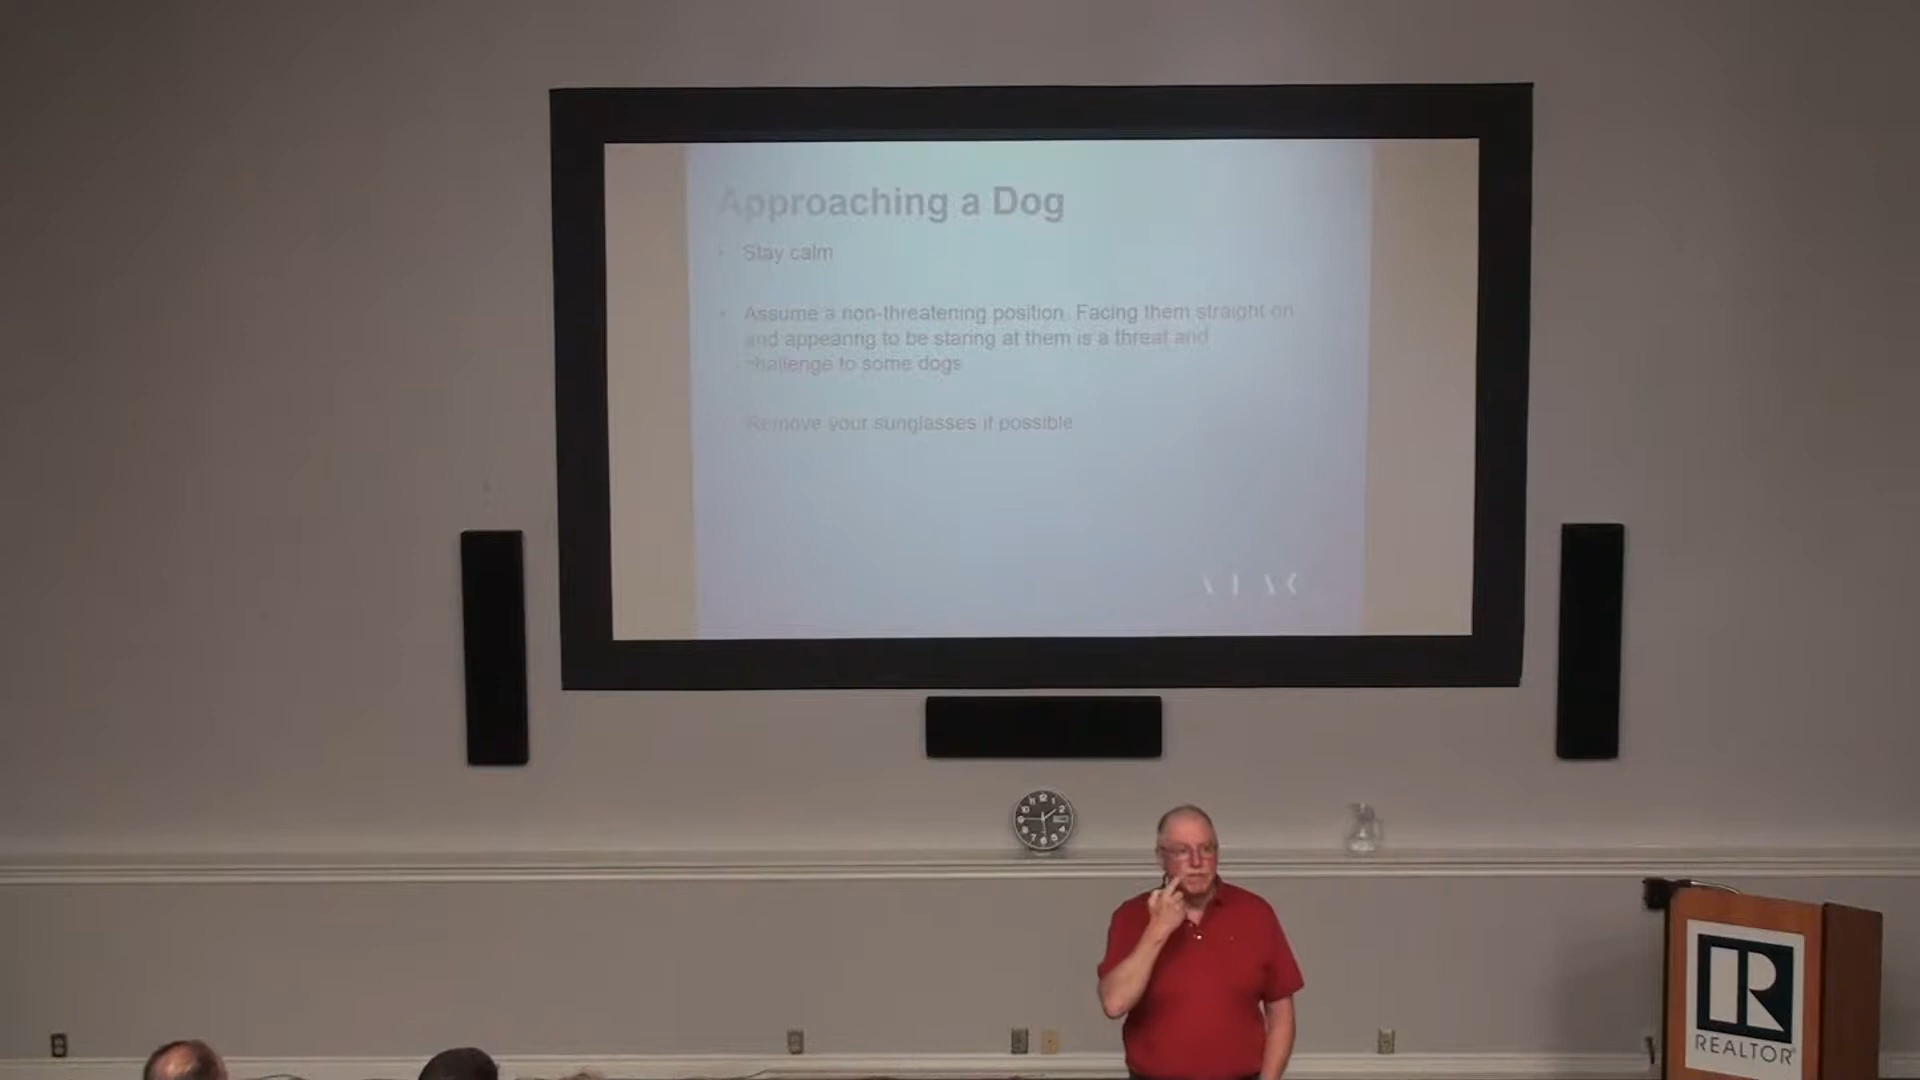 Approaching a Dog
• Stay calm
• Assume a non-threatening position. Facing them straight on
and appearing to be staring at them is a threat and
challenge to some dogs
Remove your sunglasses if possible
R
REALTOR®